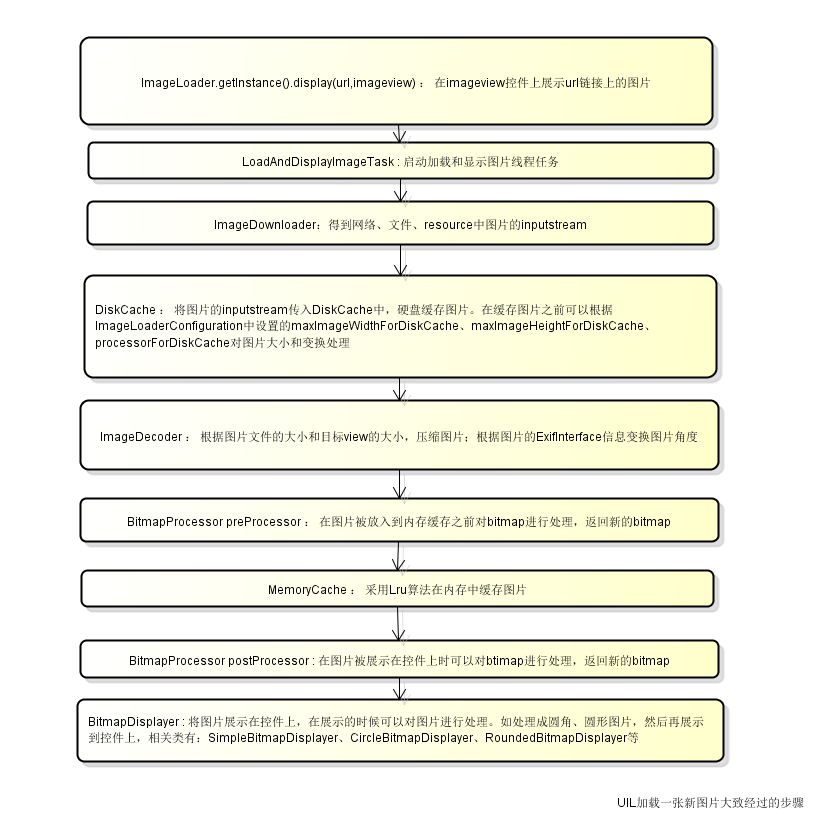 ImageLoader.getInstance().display(url,imageview) ： 在imageview控件上展示url链接上的图片
LoadAndDisplayImageTask : 启动加载和显示图片线程任务
ImageDownloader：得到网络、文件、resource中图片的inputstream
DiskCache ： 将图片的inputstream传入DiskCache中，硬盘缓存图片。在缓存图片之前可以根据
ImageLoaderConfiguration中设置的maxImageWidthForDiskCache、maxImageHeightForDiskCache、
processorForDiskCache对图片大小和变换处理
ImageDecoder ： 根据图片文件的大小和目标view的大小，压缩图片；根据图片的ExifInterface信息变换图片角度
BitmapProcessor preProcessor ： 在图片被放入到内存缓存之前对bitmap进行处理，返回新的bitmap
MemoryCache ： 采用Lru算法在内存中缓存图片
BitmapProcessor postProcessor : 在图片被展示在控件上时可以对btimap进行处理，返回新的bitmap
BitmapDisplayer : 将图片展示在控件上，在展示的时候可以对图片进行处理。如处理成圆角、圆形图片，然后再展示
到控件上，相关类有：SimpleBitmapDisplayer、CircleBitmapDisplayer、RoundedBitmapDisplayer等
UIL加载一张新图片大致经过的步骤